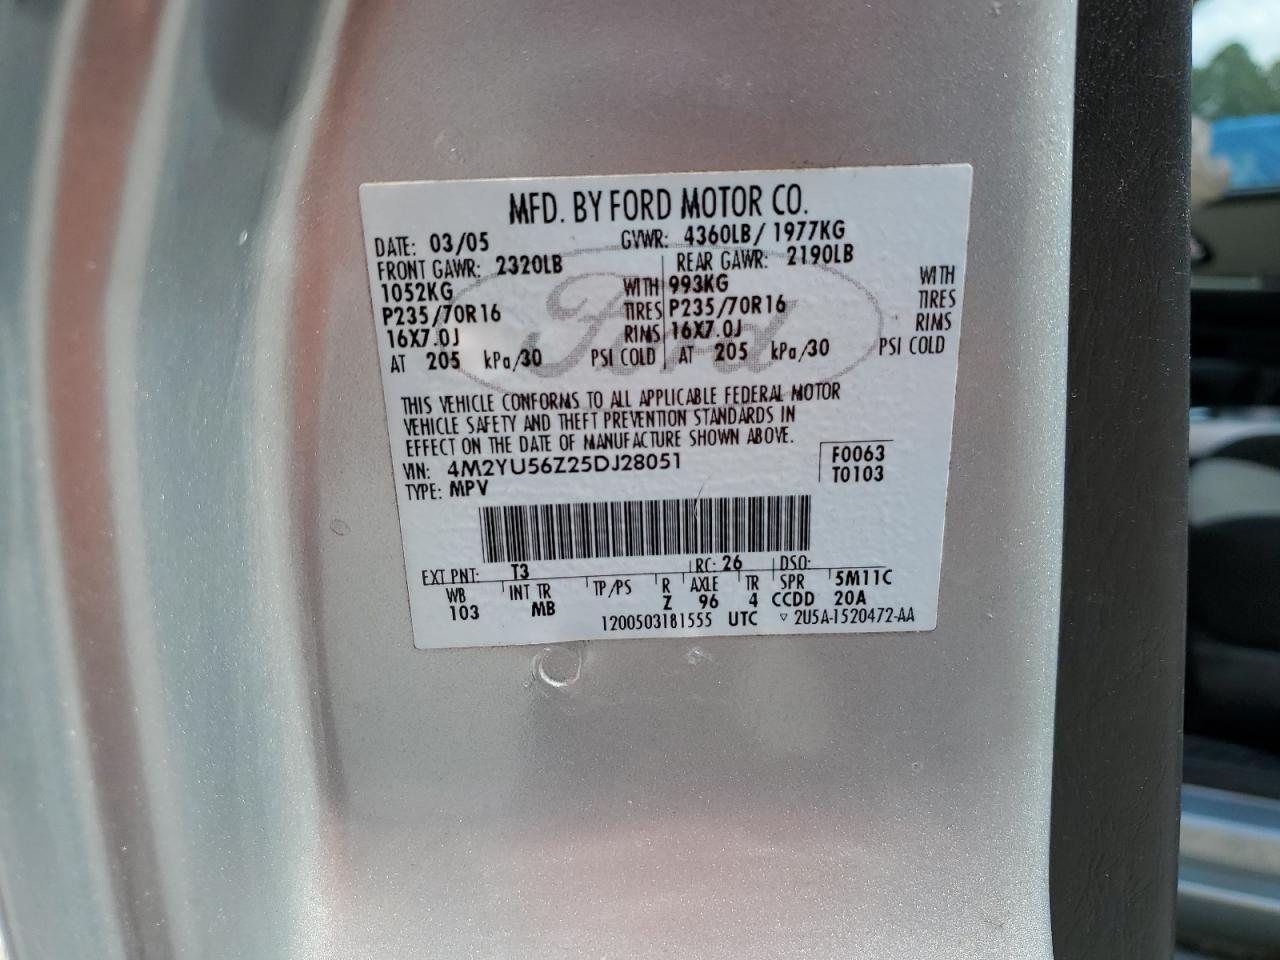 MFD. BY FORD MOTOR CO.
DATE: 03/05 GVWR: 4360LB/ 1977KG
FRONT GAWR: 2320LB REAR GAWR: 2190LB
1052KG WITH 993KG WITH
P235/70R16 TIRES P235/70R16 TIRES
16X7.0J RIMS 16X7.0J RIMS
AT 205 kPa/30 PSI COLD AT 205 kPa/30 PSI COLD
Ford
THIS VEHICLE CONFORMS TO ALL APPLICABLE FEDERAL MOTOR
VEHICLE SAFETY AND THEFT PREVENTION STANDARDS IN
EFFECT ON THE DATE OF MANUFACTURE SHOWN ABOVE.
VIN: 4M2YU56Z25DJ28051 F0063
TYPE: MPV T0103
EXT PNT: T3 RC: 26 DSO:
WB INT TR TP/PS R AXLE TR SPR 5M11C
103 MB Z 96 4 CCDD 20A
1200503181555 UTC ▽ 2U5A-1520472-AA